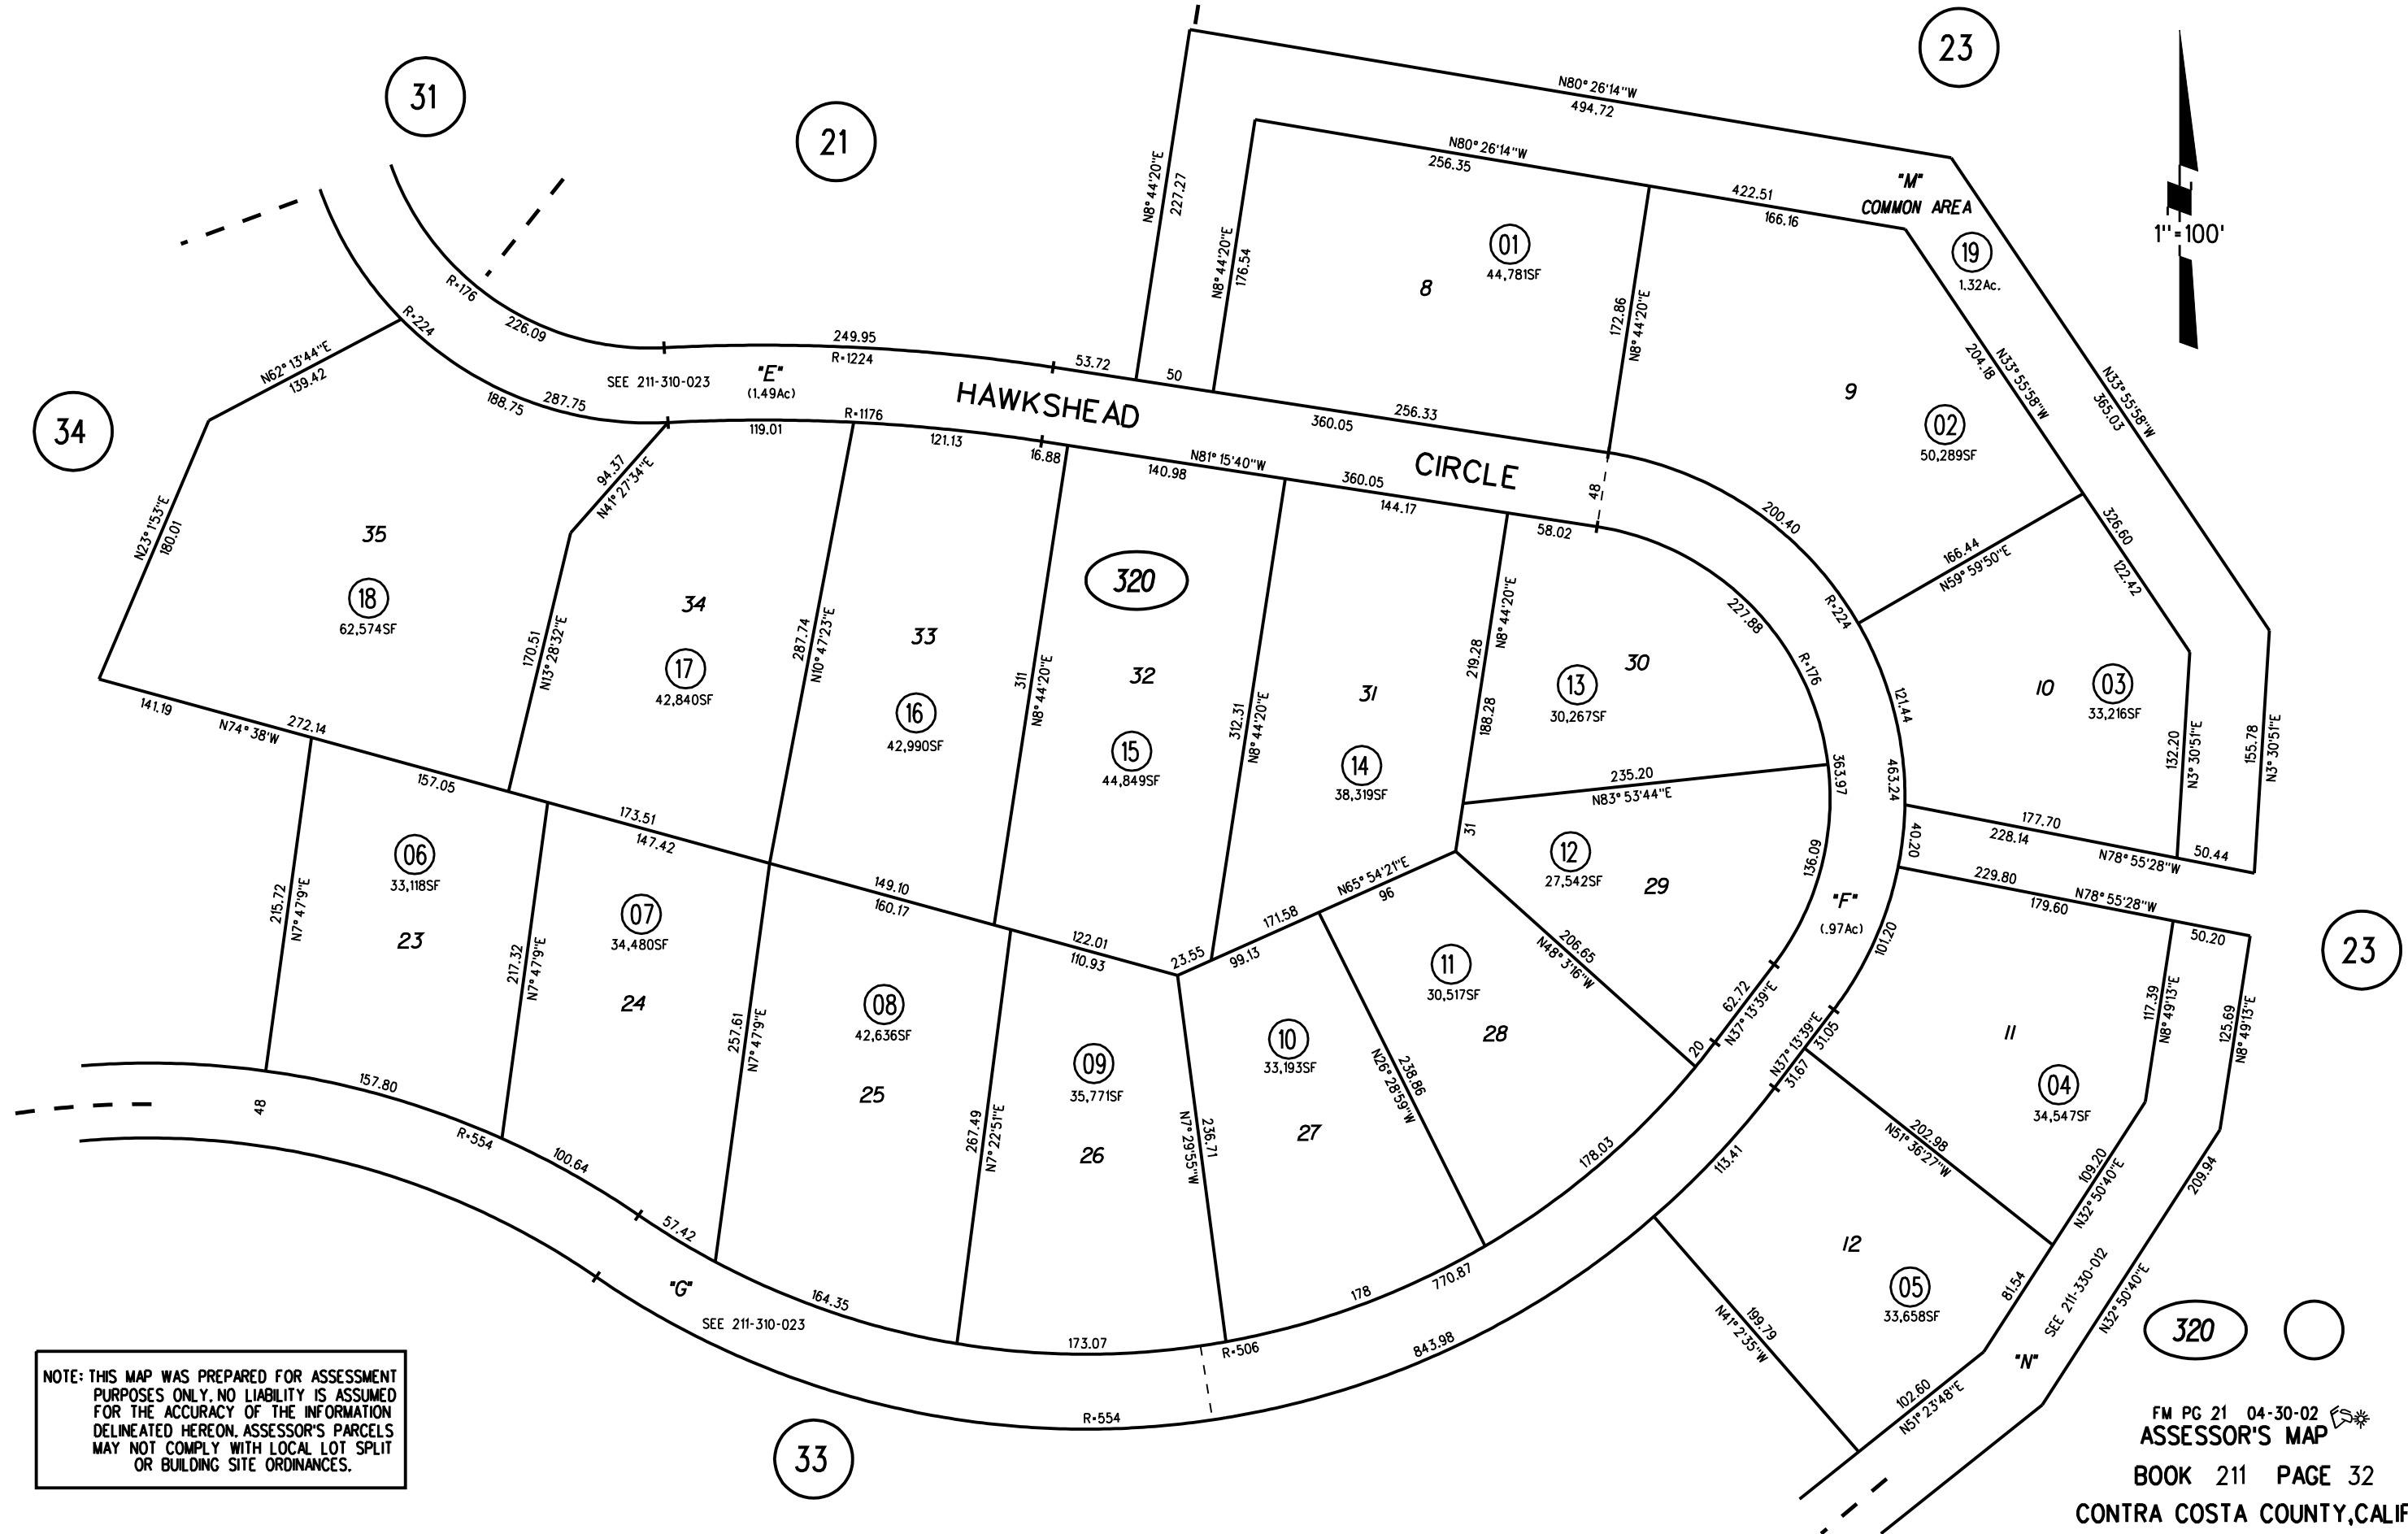 31
21
23
34
33
23
1"=100'
N80°26'14"W
494.72
N80°26'14"W
256.35
422.51
166.16
"M"
COMMON AREA
19
1.32Ac.
N8°44'20"E
227.27
N8°44'20"E
176.54
01
44,781SF
8
172.86
N8°44'20"E
9
02
50,289SF
204.18
N33°55'58"W
N33°55'58"W
365.03
326.60
122.42
R=176
226.09
R=224
188.75
287.75
249.95
R=1224
53.72
50
"E"
(1.49Ac)
SEE 211-310-023
HAWKSHEAD
CIRCLE
256.33
360.05
N62°13'44"E
139.42
N23°1'53"E
180.01
35
18
62,574SF
94.37
N41°27'34"E
119.01
R=1176
121.13
16.88
N81°15'40"W
140.98
360.05
144.17
58.02
48
200.40
166.44
N59°59'50"E
R=224
227.88
R=176
121.44
10
03
33,216SF
132.20
N3°30'51"E
155.78
N3°30'51"E
170.51
N13°28'32"E
34
17
42,840SF
287.74
N10°47'23"E
33
16
42,990SF
311
N8°44'20"E
320
32
15
44,849SF
312.31
N8°44'20"E
31
14
38,319SF
219.28
N8°44'20"E
188.28
30
13
30,267SF
235.20
N83°53'44"E
363.97
463.24
31
12
27,542SF
29
136.09
40.20
177.70
228.14
N78°55'28"W
50.44
229.80
N78°55'28"W
179.60
50.20
"F"
(.97Ac)
101.20
141.19
N74°38'W
272.14
157.05
173.51
147.42
149.10
160.17
122.01
110.93
23.55
171.58
99.13
N65°54'21"E
96
215.72
N7°47'9"E
06
33,118SF
23
217.32
N7°47'9"E
07
34,480SF
24
257.61
N7°47'9"E
08
42,636SF
25
267.49
N7°22'51"E
09
35,771SF
26
N7°29'55"W
236.71
10
33,193SF
27
238.86
N26°28'59"W
11
30,517SF
28
206.65
N48°3'16"W
62.72
N37°13'39"E
20
N37°13'39"E
31.05
31.67
11
04
34,547SF
117.39
N8°49'13"E
125.69
N8°49'13"E
202.98
N51°36'27"W
109.20
N32°50'40"E
209.94
12
05
33,658SF
81.54
SEE 211-330-012
N32°50'40"E
199.79
N41°2'35"W
102.60
N51°23'48"E
"N"
48
157.80
R=554
100.64
57.42
"G"
SEE 211-310-023
164.35
173.07
R=506
178
770.87
178.03
113.41
843.98
R=554
320
NOTE: THIS MAP WAS PREPARED FOR ASSESSMENT
PURPOSES ONLY. NO LIABILITY IS ASSUMED
FOR THE ACCURACY OF THE INFORMATION
DELINEATED HEREON. ASSESSOR'S PARCELS
MAY NOT COMPLY WITH LOCAL LOT SPLIT
OR BUILDING SITE ORDINANCES.
FM PG 21 04-30-02
ASSESSOR'S MAP
BOOK 211 PAGE 32
CONTRA COSTA COUNTY, CALIF